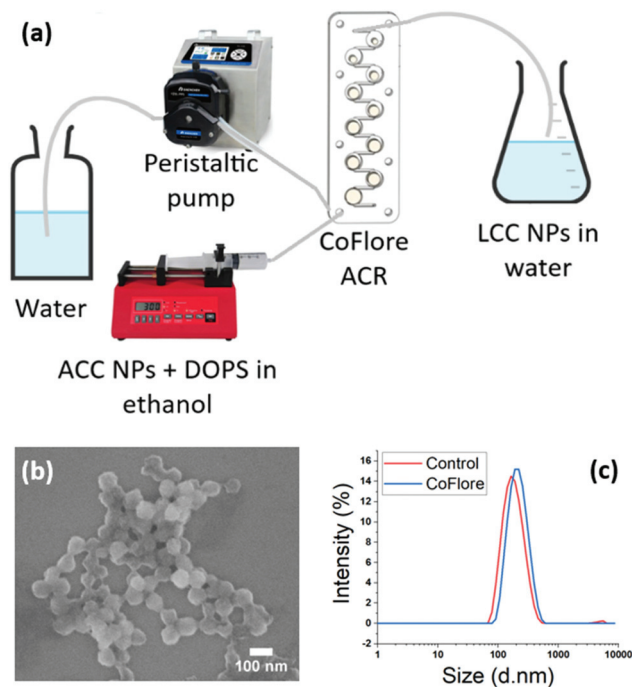 (a)
Peristaltic
pump
CoFlore
ACR
LCC NPs in
water
Water
300
ACC NPs + DOPS in
ethanol
(b)
100 nm
(c)
Control
CoFlore
Intensity (%)
16
14
12
10
8
6
4
2
0
-2
1
10
100
1000
10000
Size (d.nm)